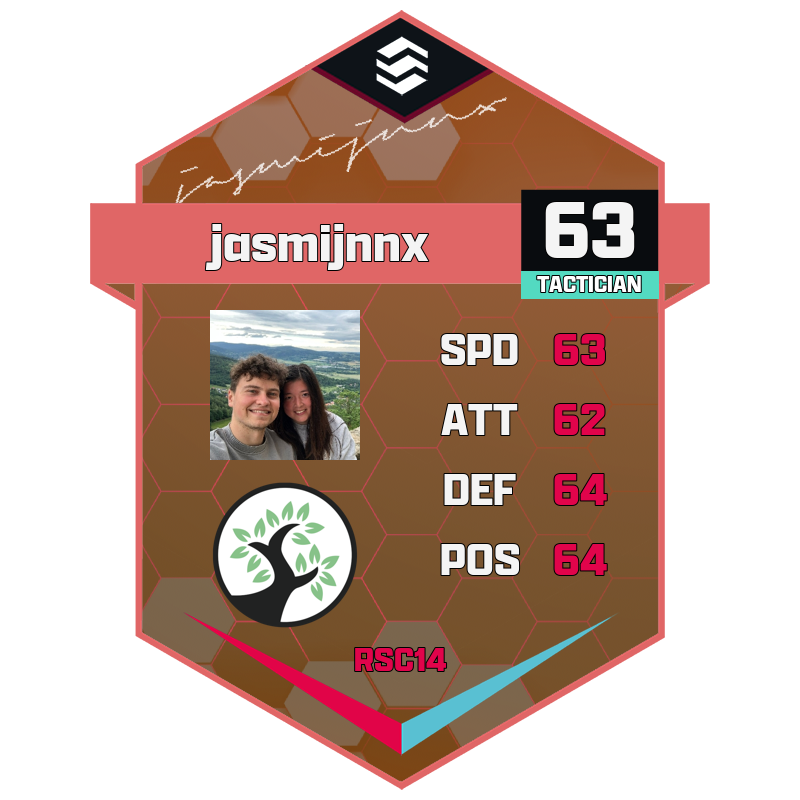 jasmijnnx
jasmijnnx
63
TACTICIAN
SPD 63
ATT 62
DEF 64
POS 64
RSC14